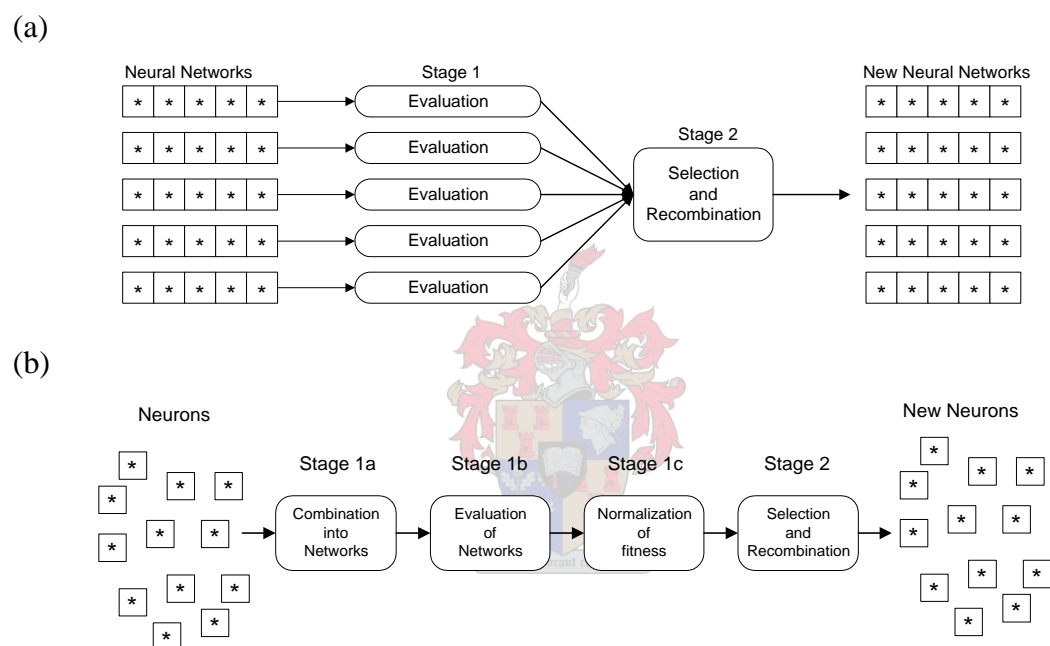 (a)
Neural Networks
Stage 1
New Neural Networks
* * * * *
Evaluation
* * * * *
* * * * *
Evaluation
Stage 2
* * * * *
* * * * *
Evaluation
Selection
and
Recombination
* * * * *
* * * * *
Evaluation
* * * * *
* * * * *
Evaluation
* * * * *
(b)
Neurons
New Neurons
Stage 1a
Stage 1b
Stage 1c
Stage 2
* * * * * * * * * * * *
Combination
into
Networks
Evaluation
of
Networks
Normalization
of
fitness
Selection
and
Recombination
* * * * * * * * * * * *